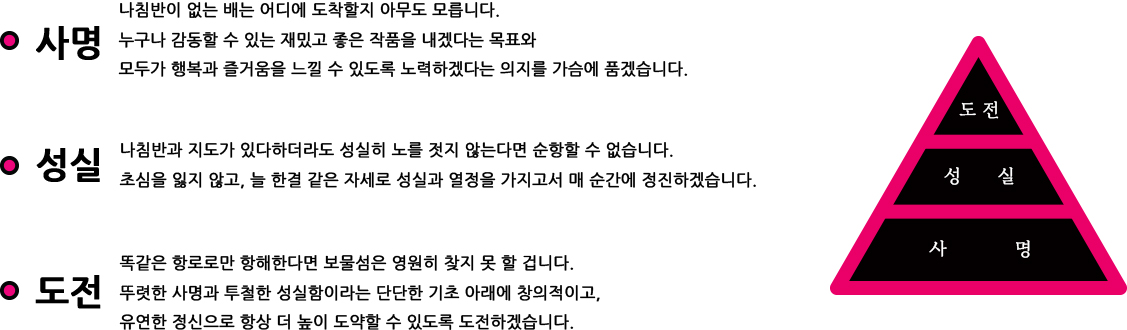 사명
나침반이 없는 배는 어디에 도착할지 아무도 모릅니다.
누구나 감동할 수 있는 재밌고 좋은 작품을 내겠다는 목표와
모두가 행복과 즐거움을 느낄 수 있도록 노력하겠다는 의지를 가슴에 품겠습니다.
성실
나침반과 지도가 있다하더라도 성실히 노를 젓지 않는다면 순항할 수 없습니다.
초심을 잃지 않고, 늘 한결 같은 자세로 성실과 열정을 가지고서 매 순간에 정진하겠습니다.
도전
똑같은 항로로만 항해한다면 보물섬은 영원히 찾지 못 할 겁니다.
뚜렷한 사명과 투철한 성실함이라는 단단한 기초 아래에 창의적이고,
유연한 정신으로 항상 더 높이 도약할 수 있도록 도전하겠습니다.
도 전
성 실
사 명